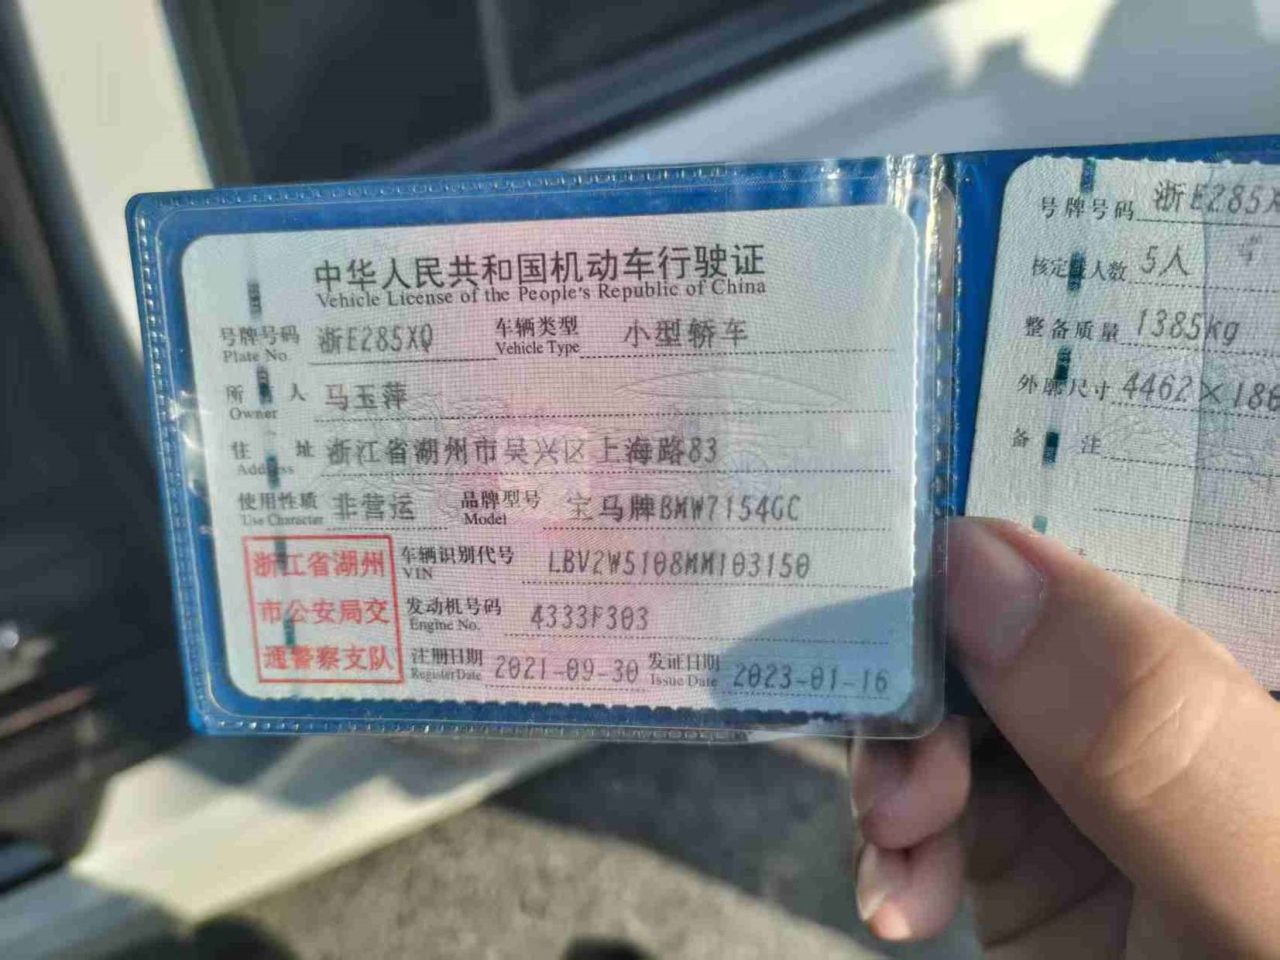 中华人民共和国机动车行驶证
Vehicle License of the People's Republic of China
号牌号码 浙E285XQ 车辆类型 小型轿车
Plate No. Vehicle Type
所 人 马玉萍
Owner
住 址 浙江省湖州市吴兴区上海路83
Address
使用性质 非营运 品牌型号 宝马牌BMW7154GC
Use Character Model
浙江省湖州
市公安局交
通警察支队
车辆识别代号 LBV2W5108MM103150
VIN
发动机号码 4333F303
Engine No.
注册日期 2021-09-30 发证日期 2023-01-16
Register Date Issue Date
号牌号码 浙E285X
核定载人数 5人
整备质量 1385kg
外廓尺寸 4462×186
备 注